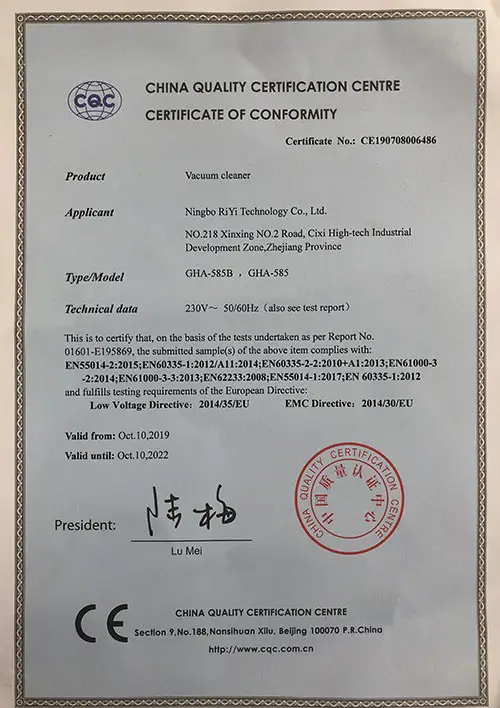 CQC
CHINA QUALITY CERTIFICATION CENTRE
CERTIFICATE OF CONFORMITY
Certificate No.: CE190708006486
Product Vacuum cleaner
Applicant Ningbo RiYi Technology Co., Ltd.
NO.218 Xinxing NO.2 Road, Cixi High-tech Industrial
Development Zone,Zhejiang Province
Type/Model GHA-585B , GHA-585
Technical data 230V~ 50/60Hz (also see test report)
This is to certify that, on the basis of the tests undertaken as per Report No.
01601-E195869, the submitted sample(s) of the above item complies with:
EN55014-2:2015;EN60335-1:2012/A11:2014;EN60335-2-2:2010+A1:2013;EN61000-3
-2:2014;EN61000-3-3:2013;EN62233:2008;EN55014-1:2017;EN 60335-1:2012
and fulfills testing requirements of the European Directive:
Low Voltage Directive: 2014/35/EU EMC Directive: 2014/30/EU
Valid from: Oct.10,2019
Valid until: Oct.10,2022
CHINA QUALITY CERTIFICATION CENTRE
中国质量认证中心
President: 陆梅
Lu Mei
CE
CHINA QUALITY CERTIFICATION CENTRE
Section 9,No.188,Nansihuan Xilu, Beijing 100070 P.R.China
http://www.cqc.com.cn